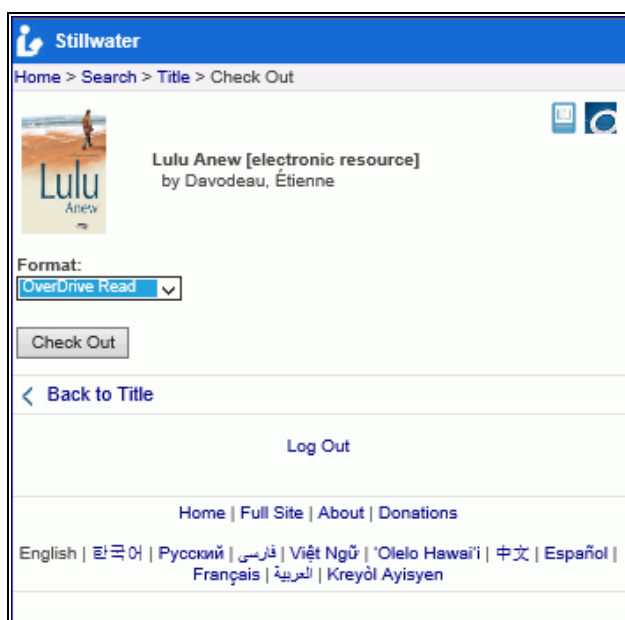 Stillwater
Home > Search > Title > Check Out
Lulu
Anew
Lulu Anew [electronic resource]
by Davodeau, Étienne
Format:
OverDrive Read
Check Out
Back to Title
Log Out
Home | Full Site | About | Donations
English | 한국어 | Русский | فارسی | Việt Ngữ | 'Olelo Hawai'i | 中文 | Español |
Français | العربية | Kreyòl Ayisyen